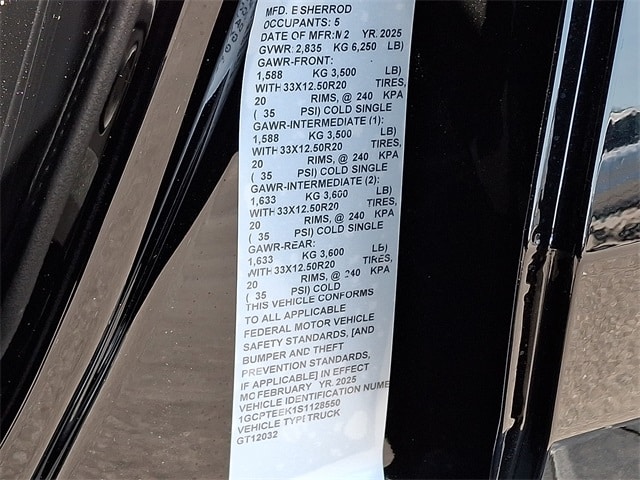 MFD. E SHERROD
OCCUPANTS: 5
DATE OF MFR:M 2 YR. 2025
GVWR: 2,835 KG 6,250 LB)
GAWR-FRONT:
1,588 KG 3,500 LB)
WITH 33X12.50R20 TIRES,
20 RIMS, @ 240 KPA
( 35 PSI) COLD SINGLE
GAWR-INTERMEDIATE (1):
1,588 KG 3,500 LB)
WITH 33X12.50R20 TIRES,
20 RIMS, @ 240 KPA
( 35 PSI) COLD SINGLE
GAWR-INTERMEDIATE (2):
1,633 KG 3,600 LB)
WITH 33X12.50R20 TIRES,
20 RIMS, @ 240 KPA
( 35 PSI) COLD SINGLE
GAWR-REAR:
1,633 KG 3,600 LB)
WITH 33X12.50R20 TIRES,
20 RIMS, @ 240 KPA
( 35 PSI) COLD
THIS VEHICLE CONFORMS
TO ALL APPLICABLE
FEDERAL MOTOR VEHICLE
SAFETY STANDARDS, [AND
BUMPER AND THEFT
PREVENTION STANDARDS,
IF APPLICABLE] IN EFFECT
MC FEBRUARY YR. 2025
VEHICLE IDENTIFICATION NUME
1GCPTEEK1S1128550
VEHICLE TYPETRUCK
GT12032